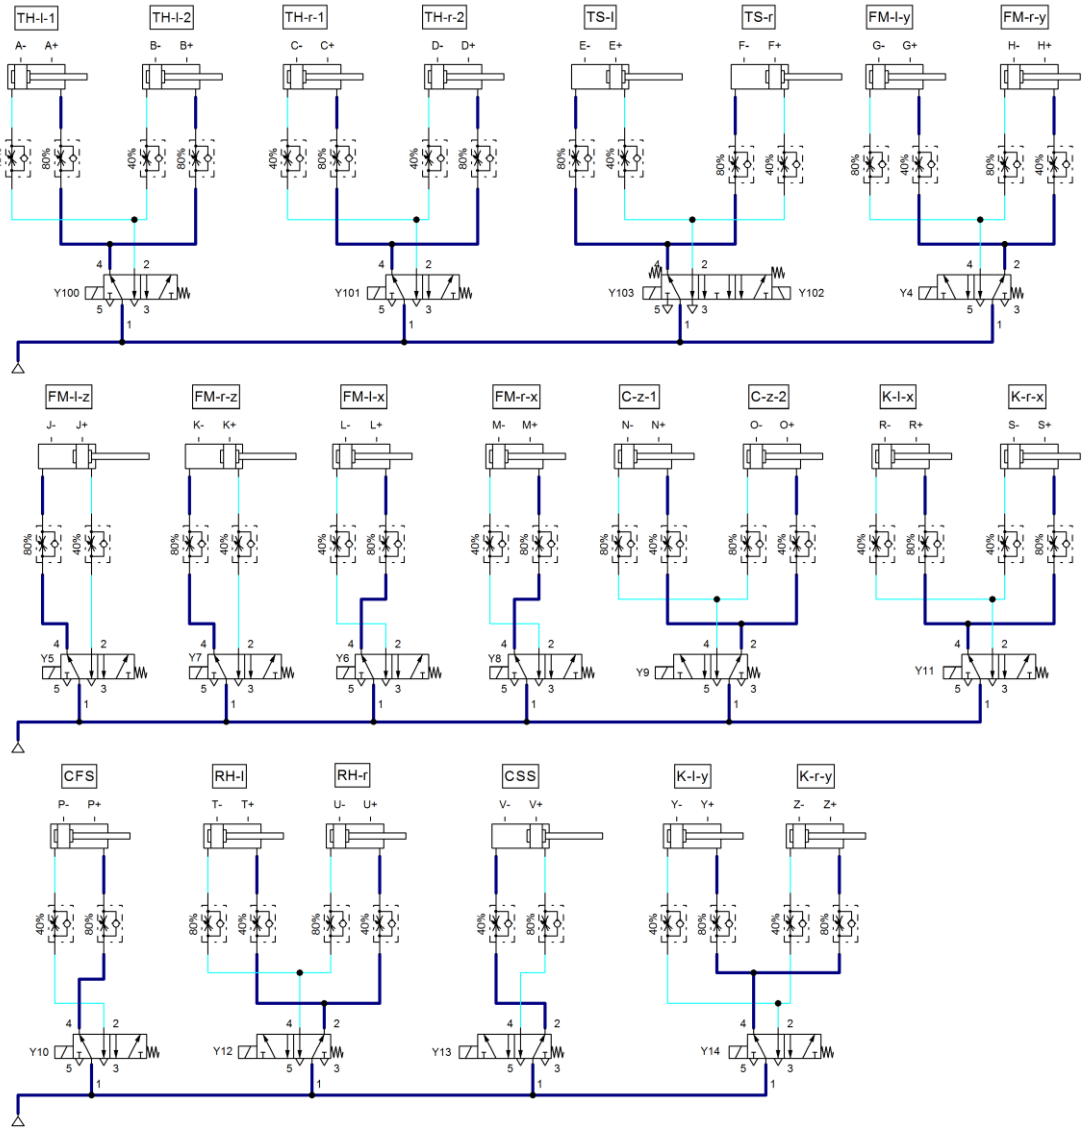 TH-l-1 TH-l-2 TH-r-1 TH-r-2 TS-l TS-r FM-l-y FM-r-y
A- A+ B- B+ C- C+ D- D+ E- E+ F- F+ G- G+ H- H+
80% 40% 80% 40% 80% 40% 80% 80% 40% 80% 40% 80% 40% 80% 40%
4 2 4 2 4 2 4 2
Y100 Y101 Y103 Y102 Y4
5 3 5 3 5 3 5 3
1 1 1 1
FM-l-z FM-r-z FM-l-x FM-r-x C-z-1 C-z-2 K-l-x K-r-x
J- J+ K- K+ L- L+ M- M+ N- N+ O- O+ R- R+ S- S+
80% 40% 80% 40% 40% 80% 40% 80% 80% 40% 80% 40% 40% 80% 40% 80%
4 2 4 2 4 2 4 2 4 2 4 2
Y5 Y7 Y6 Y8 Y9 Y11
5 3 5 3 5 3 5 3 5 3 5 3
1 1 1 1 1 1
CFS RH-l RH-r CSS K-l-y K-r-y
P- P+ T- T+ U- U+ V- V+ Y- Y+ Z- Z+
40% 80% 80% 40% 80% 40% 80% 80% 40% 80% 40% 80%
4 2 4 2 4 2 4 2
Y10 Y12 Y13 Y14
5 3 5 3 5 3 5 3
1 1 1 1